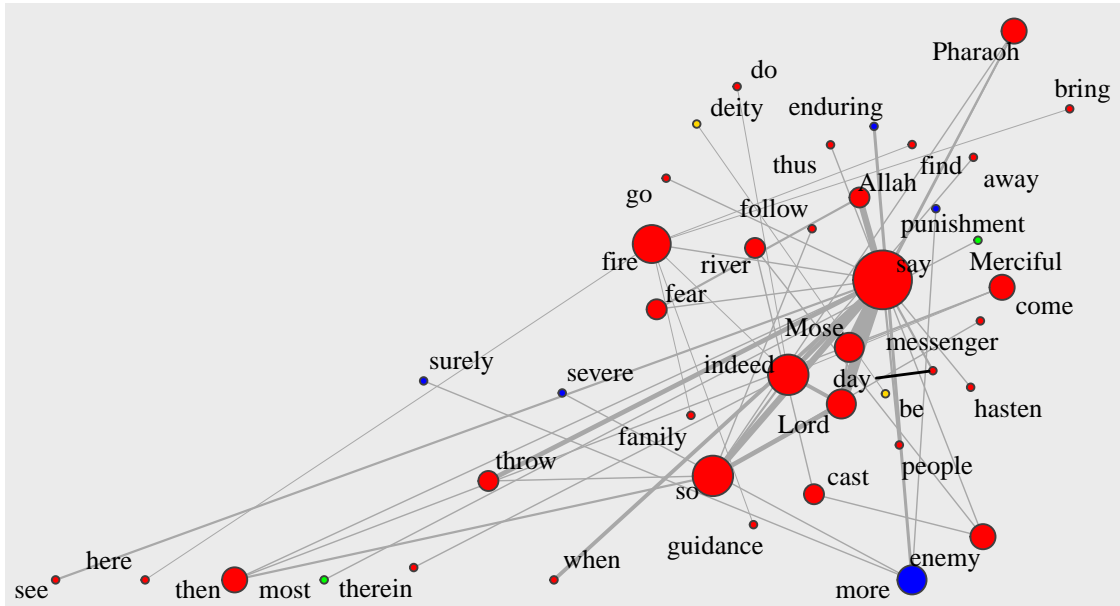 Pharaoh
do
bring
deity
enduring
thus
find
away
go
Allah
follow
punishment
fire
river
say
Merciful
fear
come
Mose
messenger
surely
severe
indeed
day
be
hasten
family
Lord
throw
people
so
cast
guidance
enemy
here
when
see
then
most
therein
more